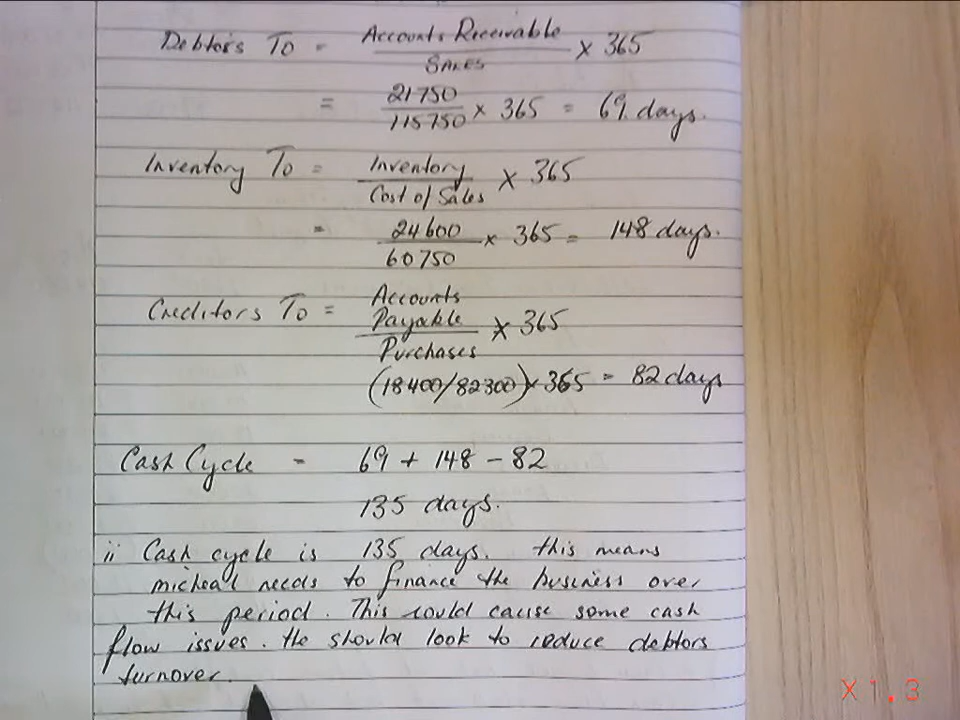 Debtors To = Accounts Receivable / SALES X 365
= 21750 / 115750 x 365 = 69 days.
Inventory To = Inventory / Cost of Sales X 365
= 24600 / 60750 x 365 = 148 days.
Creditors To = Accounts Payable / Purchases X 365
(18400/82300) x 365 = 82 days
Cash Cycle = 69 + 148 - 82
135 days.
ii Cash cycle is 135 days. this means
micheal needs to finance the business over
this period. This could cause some cash
flow issues. He should look to reduce debtors
turnover.
X1.3